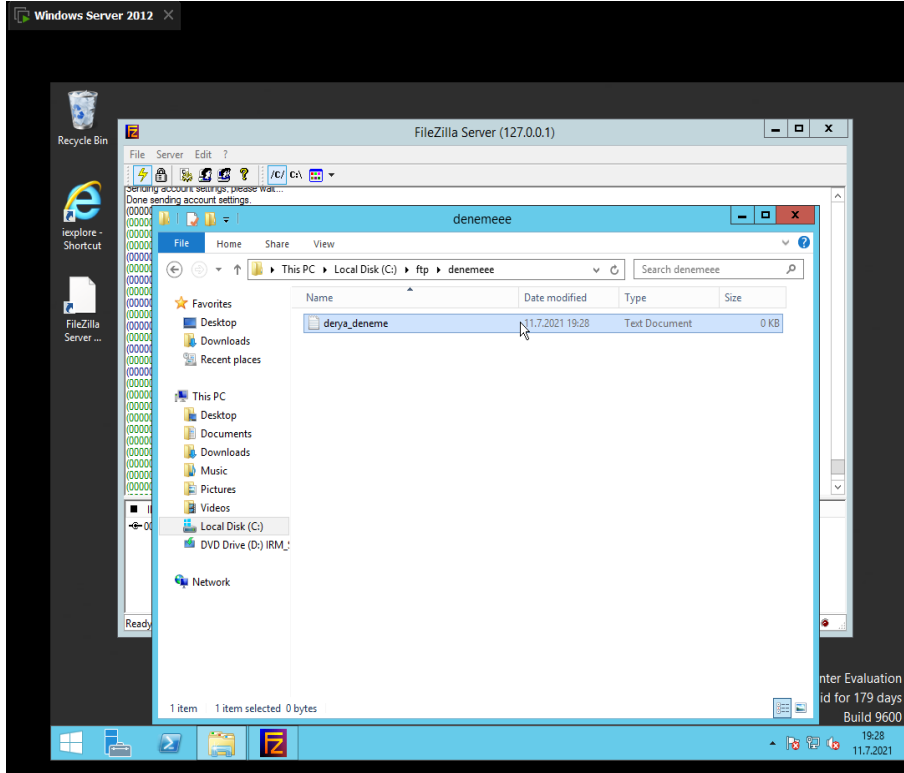 Windows Server 2012
Recycle Bin
FileZilla Server (127.0.0.1)
File Server Edit ?
/C/ C:\
Sending account settings, please wait...
Done sending account settings.
iexplore -
Shortcut
FileZilla
Server ...
denemeee
File Home Share View
This PC Local Disk (C:) ftp denemeee
Search denemeee
Name Date modified Type Size
derya_deneme 11.7.2021 19:28 Text Document 0 KB
Favorites
Desktop
Downloads
Recent places
This PC
Desktop
Documents
Downloads
Music
Pictures
Videos
Local Disk (C:)
DVD Drive (D:) IRM_
Network
Ready
1 item 1 item selected 0 bytes
nter Evaluation
id for 179 days
Build 9600
19:28
11.7.2021